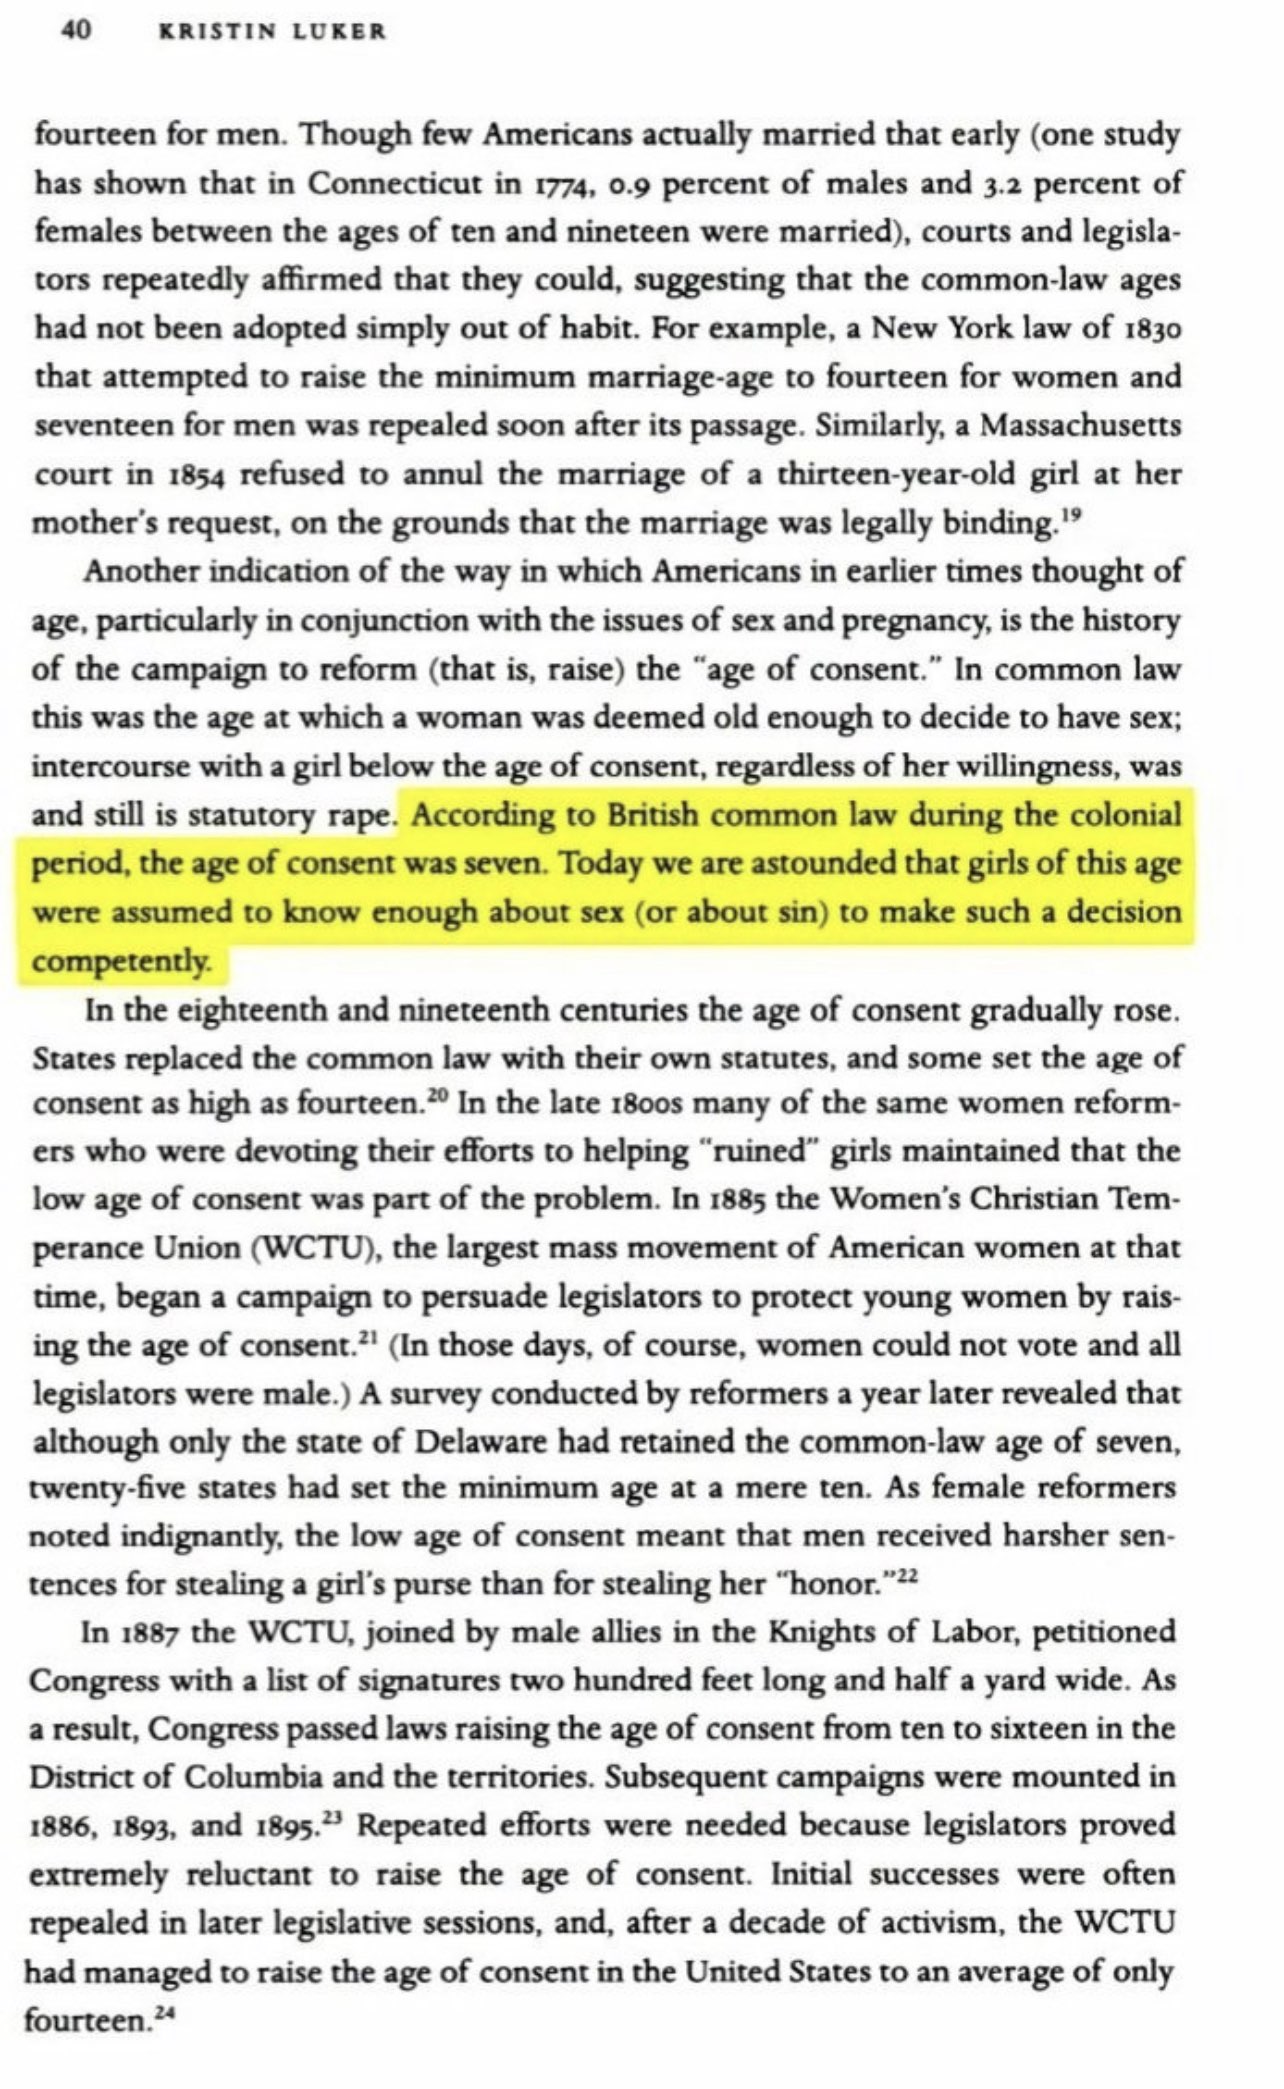 40 KRISTIN LUKER
fourteen for men. Though few Americans actually married that early (one study
has shown that in Connecticut in 1774, 0.9 percent of males and 3.2 percent of
females between the ages of ten and nineteen were married), courts and legisla-
tors repeatedly affirmed that they could, suggesting that the common-law ages
had not been adopted simply out of habit. For example, a New York law of 1830
that attempted to raise the minimum marriage-age to fourteen for women and
seventeen for men was repealed soon after its passage. Similarly, a Massachusetts
court in 1854 refused to annul the marriage of a thirteen-year-old girl at her
mother's request, on the grounds that the marriage was legally binding.19
Another indication of the way in which Americans in earlier times thought of
age, particularly in conjunction with the issues of sex and pregnancy, is the history
of the campaign to reform (that is, raise) the "age of consent." In common law
this was the age at which a woman was deemed old enough to decide to have sex;
intercourse with a girl below the age of consent, regardless of her willingness, was
and still is statutory rape. According to British common law during the colonial
period, the age of consent was seven. Today we are astounded that girls of this age
were assumed to know enough about sex (or about sin) to make such a decision
competently.
In the eighteenth and nineteenth centuries the age of consent gradually rose.
States replaced the common law with their own statutes, and some set the age of
consent as high as fourteen.20 In the late 1800s many of the same women reform-
ers who were devoting their efforts to helping "ruined" girls maintained that the
low age of consent was part of the problem. In 1885 the Women's Christian Tem-
perance Union (WCTU), the largest mass movement of American women at that
time, began a campaign to persuade legislators to protect young women by rais-
ing the age of consent.21 (In those days, of course, women could not vote and all
legislators were male.) A survey conducted by reformers a year later revealed that
although only the state of Delaware had retained the common-law age of seven,
twenty-five states had set the minimum age at a mere ten. As female reformers
noted indignantly, the low age of consent meant that men received harsher sen-
tences for stealing a girl's purse than for stealing her "honor."22
In 1887 the WCTU, joined by male allies in the Knights of Labor, petitioned
Congress with a list of signatures two hundred feet long and half a yard wide. As
a result, Congress passed laws raising the age of consent from ten to sixteen in the
District of Columbia and the territories. Subsequent campaigns were mounted in
1886, 1893, and 1895.23 Repeated efforts were needed because legislators proved
extremely reluctant to raise the age of consent. Initial successes were often
repealed in later legislative sessions, and, after a decade of activism, the WCTU
had managed to raise the age of consent in the United States to an average of only
fourteen.24